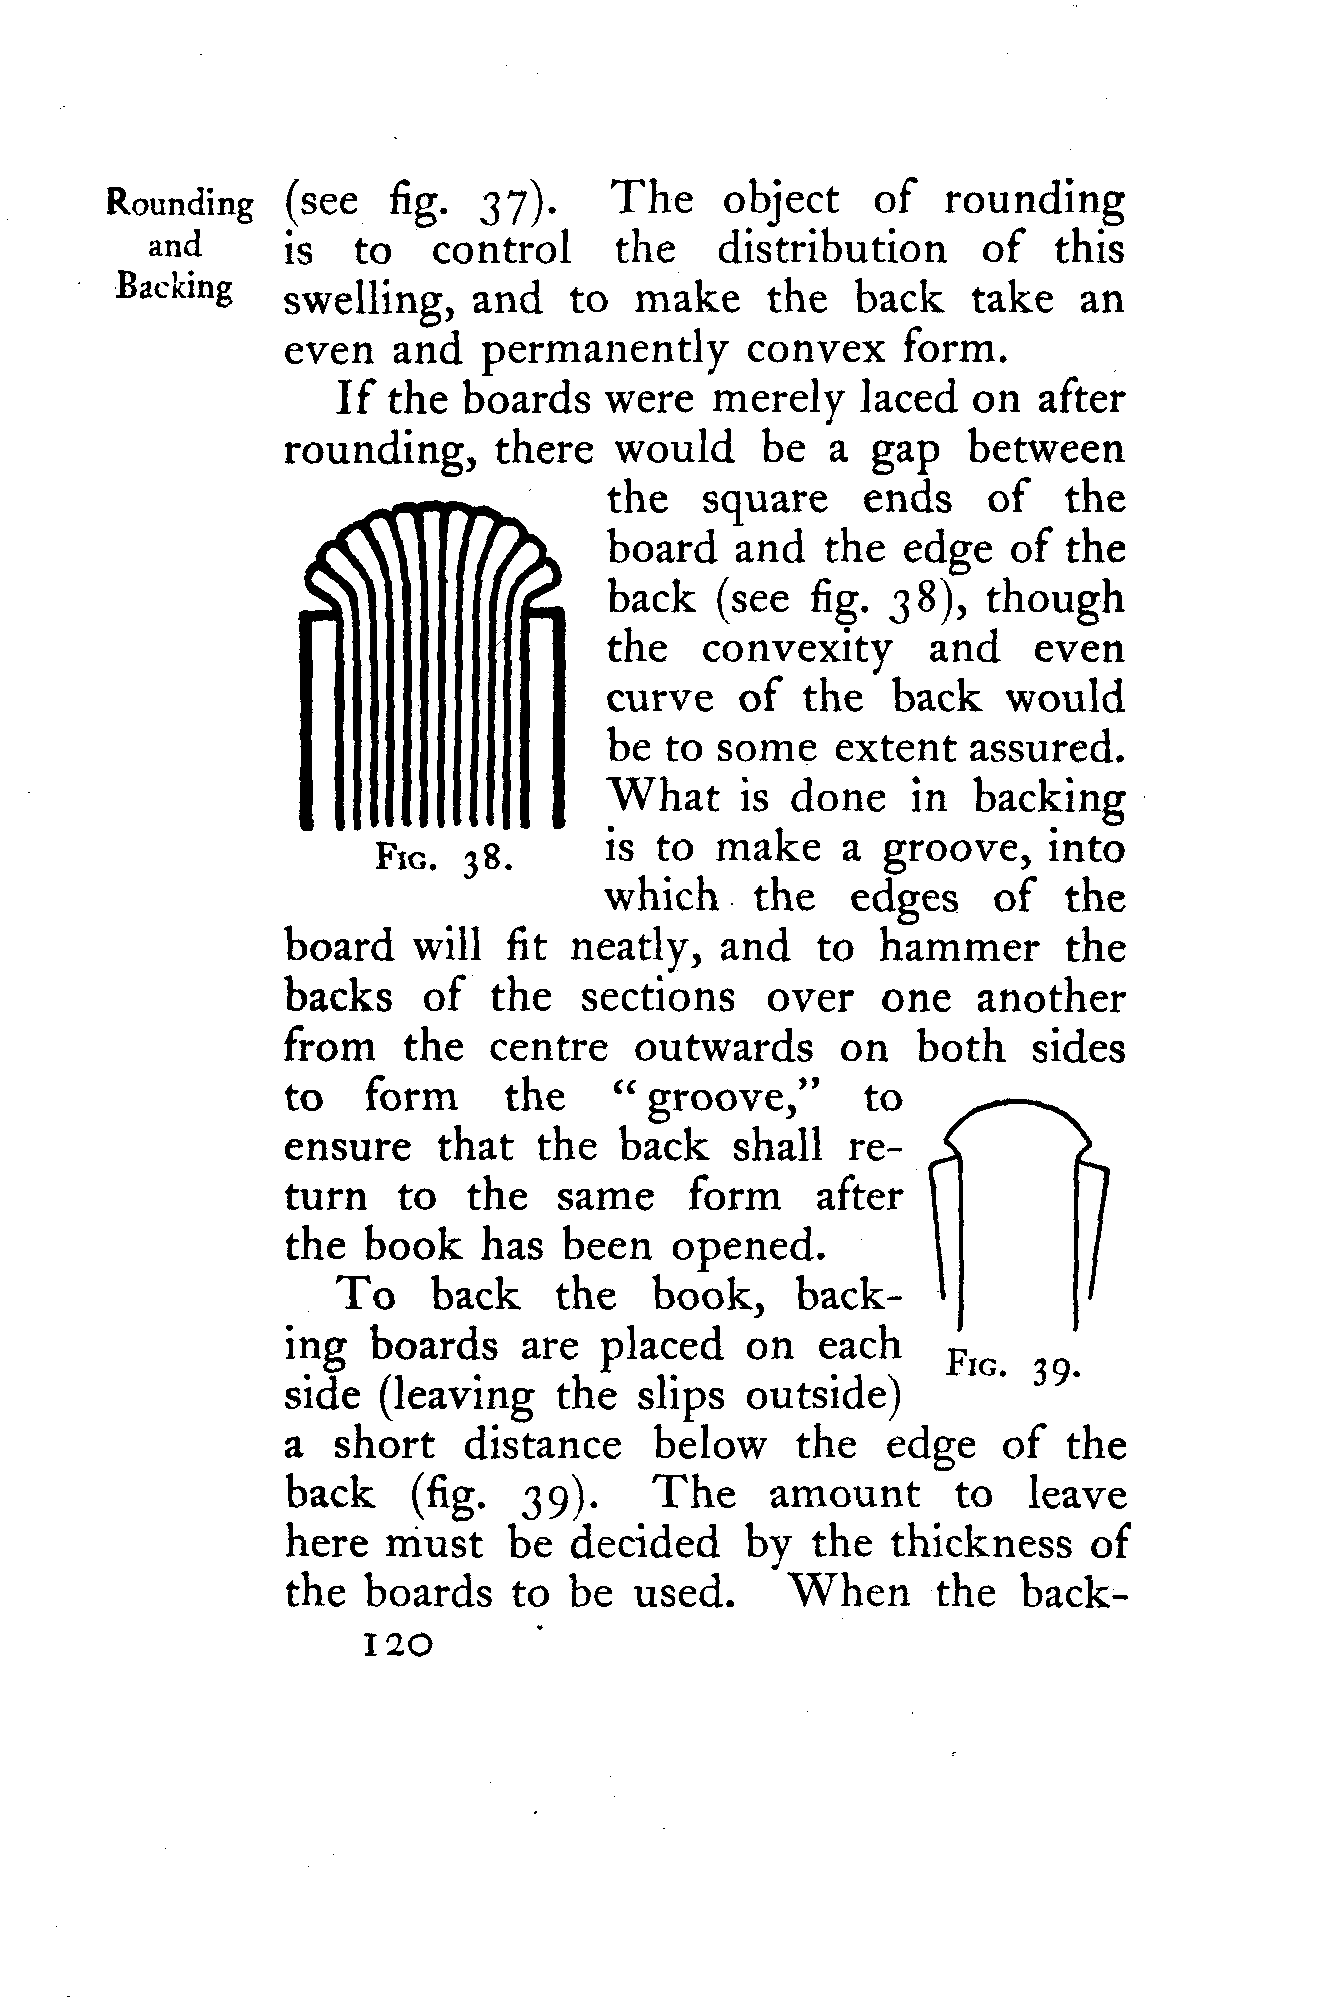 Rounding
and
Backing
(see fig. 37). The object of rounding
is to control the distribution of this
swelling, and to make the back take an
even and permanently convex form.
If the boards were merely laced on after
rounding, there would be a gap between
the square ends of the
board and the edge of the
back (see fig. 38), though
the convexity and even
curve of the back would
be to some extent assured.
What is done in backing
is to make a groove, into
which the edges of the
Fig. 38.
board will fit neatly, and to hammer the
backs of the sections over one another
from the centre outwards on both sides
to form the “groove,” to
ensure that the back shall re-
turn to the same form after
the book has been opened.
To back the book, back-
ing boards are placed on each
side (leaving the slips outside)
Fig. 39.
a short distance below the edge of the
back (fig. 39). The amount to leave
here must be decided by the thickness of
the boards to be used. When the back-
120